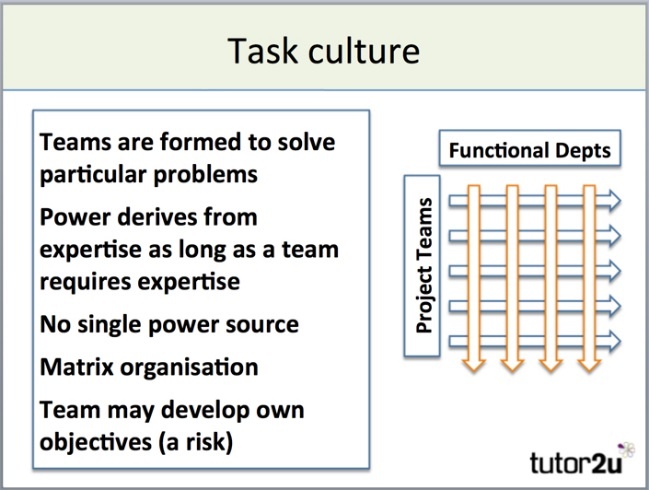 Task culture
Teams are formed to solve
particular problems
Power derives from
expertise as long as a team
requires expertise
No single power source
Matrix organisation
Team may develop own
objectives (a risk)
Functional Depts
Project Teams
tutor2u